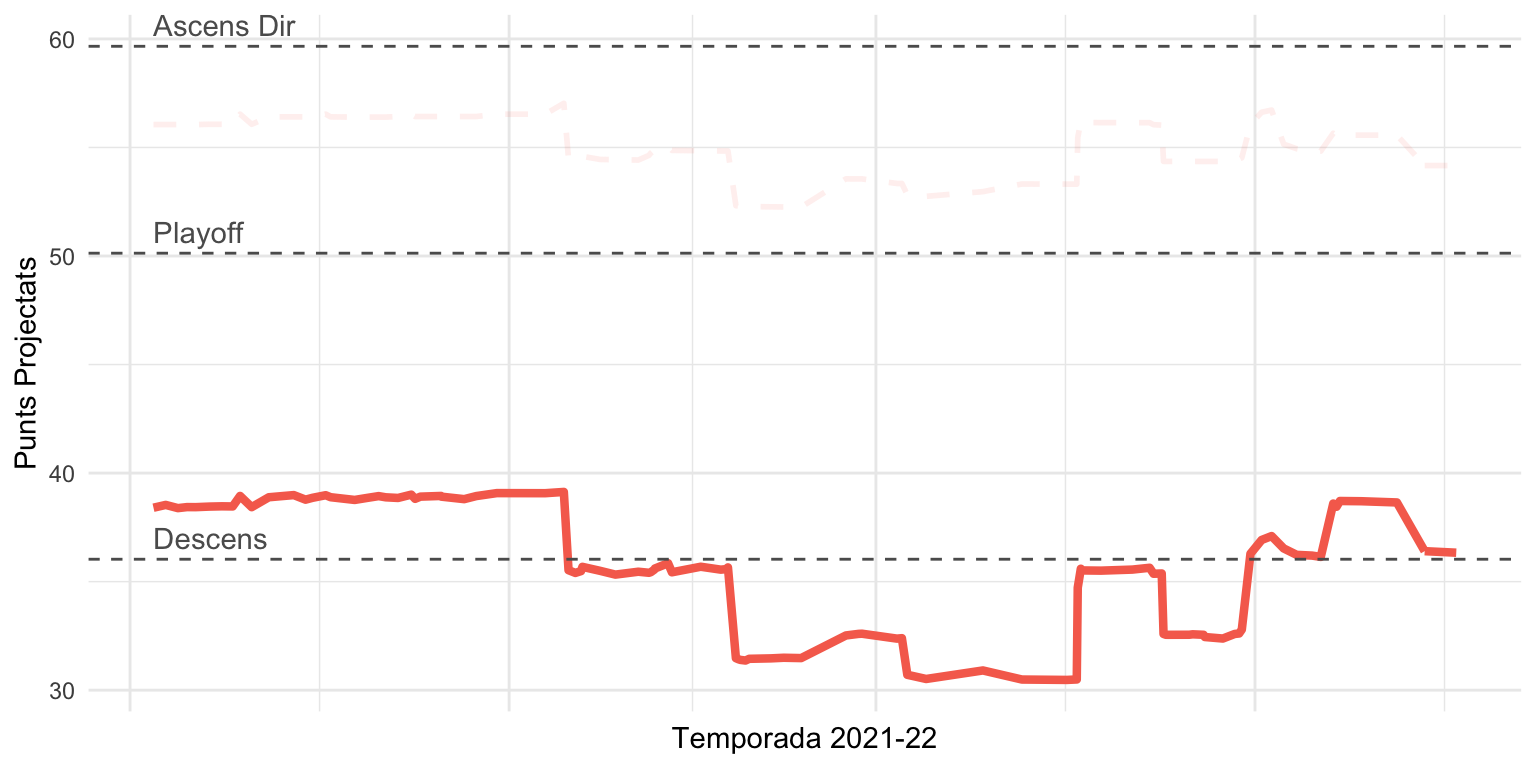 Ascens Dir
60
Playoff
50
Punts Projectats
40
Descens
30
Temporada 2021-22